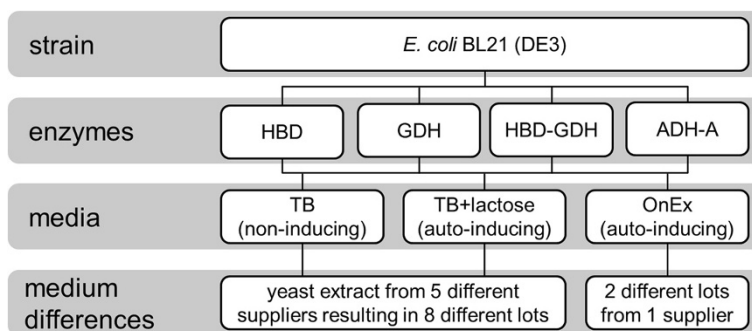 strain
E. coli BL21 (DE3)
enzymes
HBD
GDH
HBD-GDH
ADH-A
media
TB
(non-inducing)
TB+lactose
(auto-inducing)
OnEx
(auto-inducing)
medium
differences
yeast extract from 5 different
suppliers resulting in 8 different lots
2 different lots
from 1 supplier